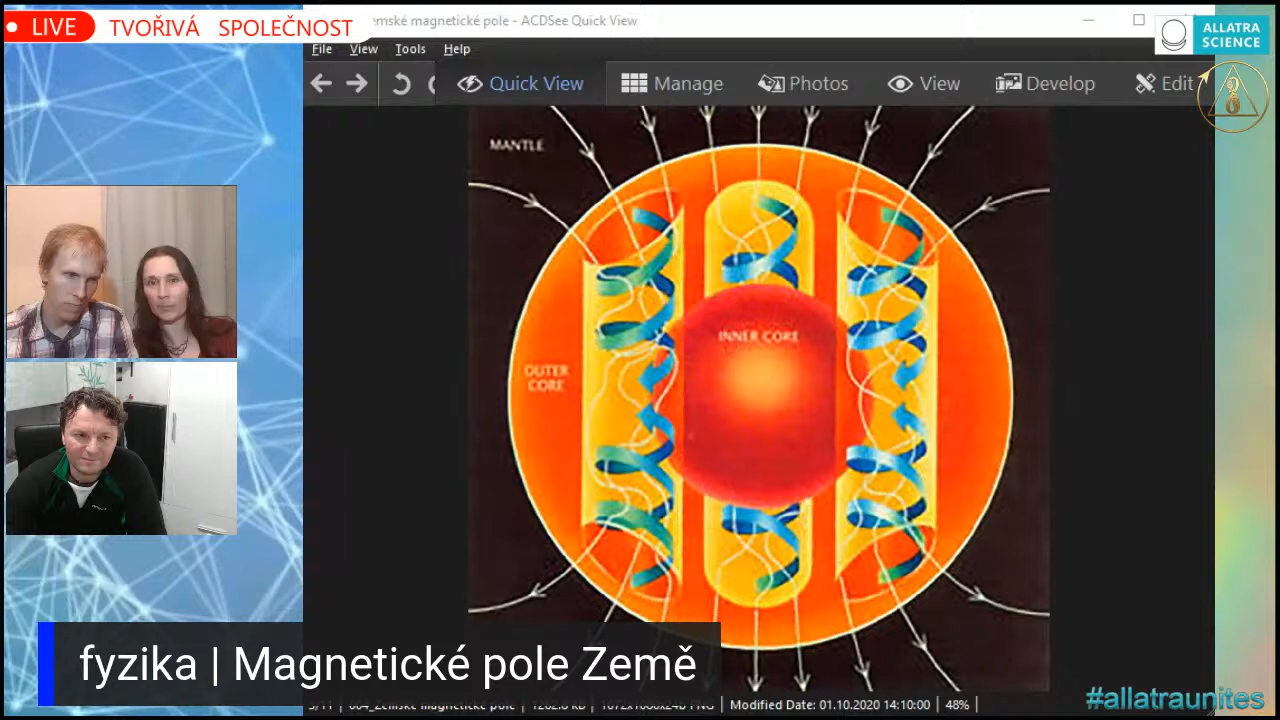 LIVE TVOŘIVÁ SPOLEČNOST
emské magnetické pole - ACDSee Quick View
ALLATRA
SCIENCE
File View Tools Help
Quick View Manage Photos View Develop Edit
MANTLE
INNER CORE
OUTER
CORE
fyzika | Magnetické pole Země
#allatraunites
Modified Date: 01.10.2020 14:10:00 48%